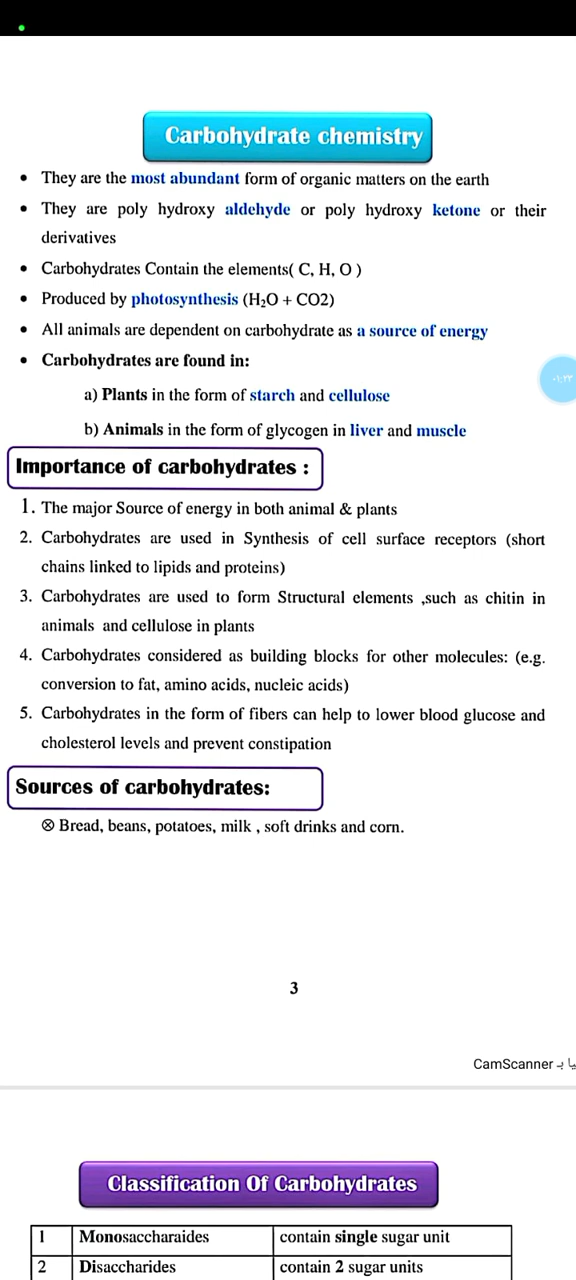 Carbohydrate chemistry
• They are the most abundant form of organic matters on the earth
• They are poly hydroxy aldehyde or poly hydroxy ketone or their
derivatives
• Carbohydrates Contain the elements( C, H, O )
• Produced by photosynthesis (H₂O + CO2)
• All animals are dependent on carbohydrate as a source of energy
• Carbohydrates are found in:
a) Plants in the form of starch and cellulose
٠١:٢٣
b) Animals in the form of glycogen in liver and muscle
Importance of carbohydrates :
1. The major Source of energy in both animal & plants
2. Carbohydrates are used in Synthesis of cell surface receptors (short
chains linked to lipids and proteins)
3. Carbohydrates are used to form Structural elements ,such as chitin in
animals and cellulose in plants
4. Carbohydrates considered as building blocks for other molecules: (e.g.
conversion to fat, amino acids, nucleic acids)
5. Carbohydrates in the form of fibers can help to lower blood glucose and
cholesterol levels and prevent constipation
Sources of carbohydrates:
⊗ Bread, beans, potatoes, milk , soft drinks and corn.
3
CamScanner
Classification Of Carbohydrates
1 Monosaccharaides contain single sugar unit
2 Disaccharides contain 2 sugar units